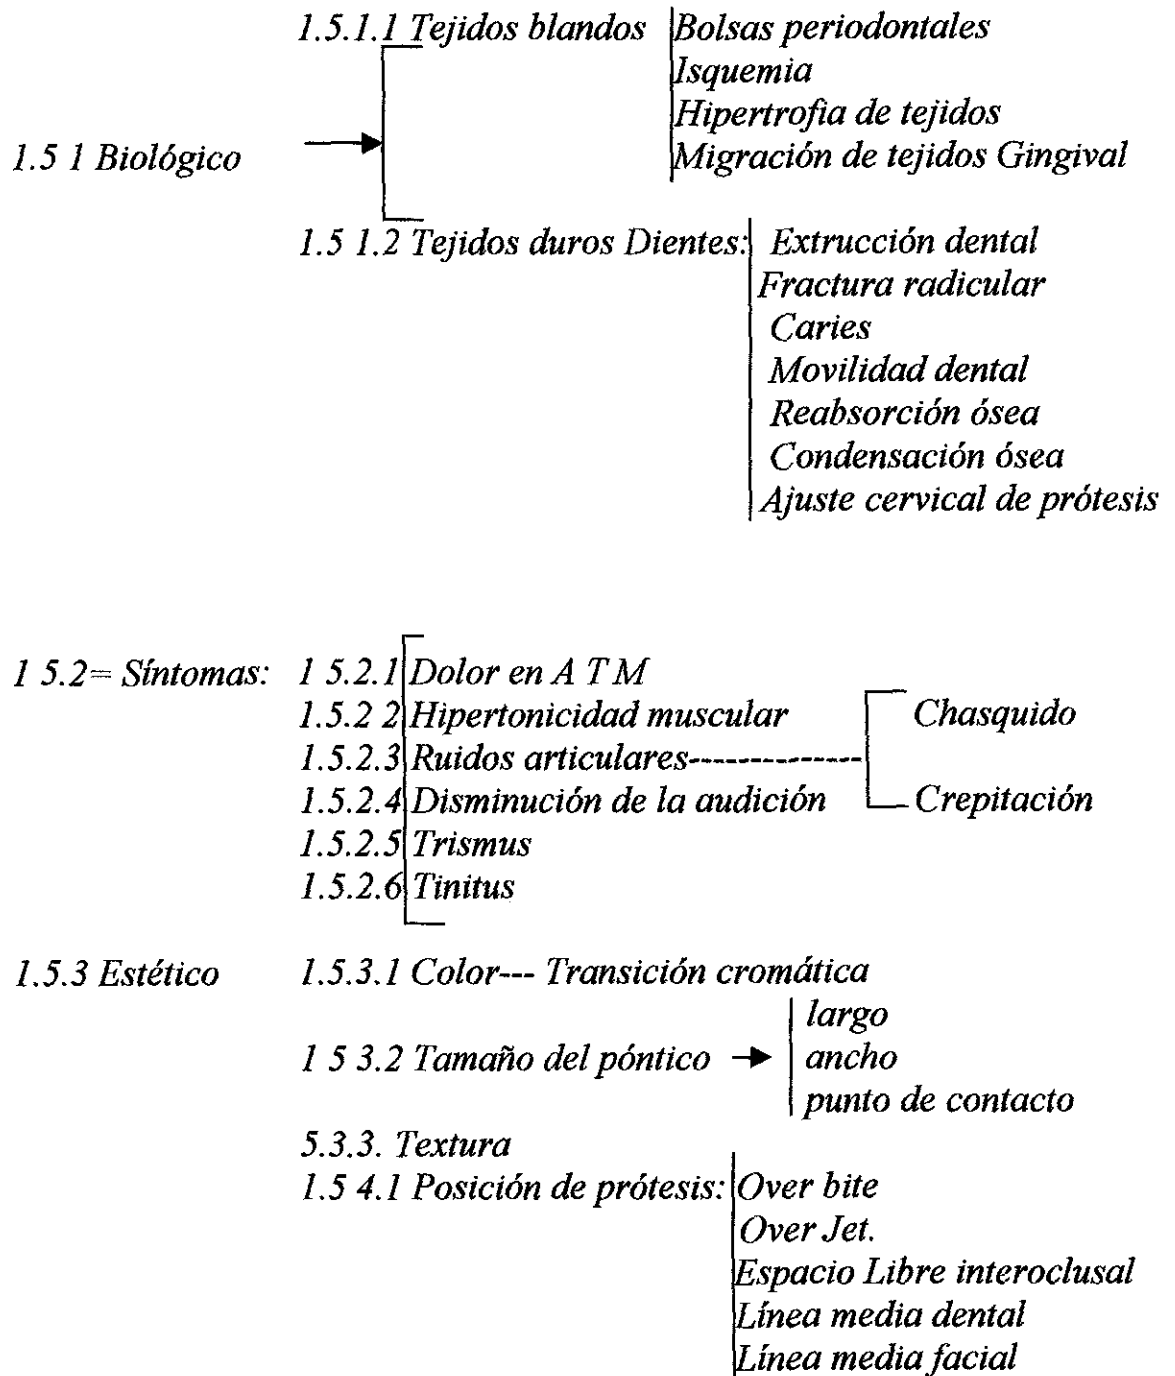 1.5.1.1 Tejidos blandos Bolsas periodontales
Isquemia
Hipertrofia de tejidos
1.5 1 Biológico Migración de tejidos Gingival
1.5 1.2 Tejidos duros Dientes: Extrucción dental
Fractura radicular
Caries
Movilidad dental
Reabsorción ósea
Condensación ósea
Ajuste cervical de prótesis
1 5.2= Síntomas: 1 5.2.1 Dolor en A T M
1.5.2 2 Hipertonicidad muscular Chasquido
1.5.2.3 Ruidos articulares---------------
1.5.2.4 Disminución de la audición Crepitación
1.5.2.5 Trismus
1.5.2.6 Tinitus
1.5.3 Estético 1.5.3.1 Color--- Transición cromática
largo
1 5 3.2 Tamaño del póntico ancho
punto de contacto
5.3.3. Textura
1.5 4.1 Posición de prótesis: Over bite
Over Jet.
Espacio Libre interoclusal
Línea media dental
Línea media facial